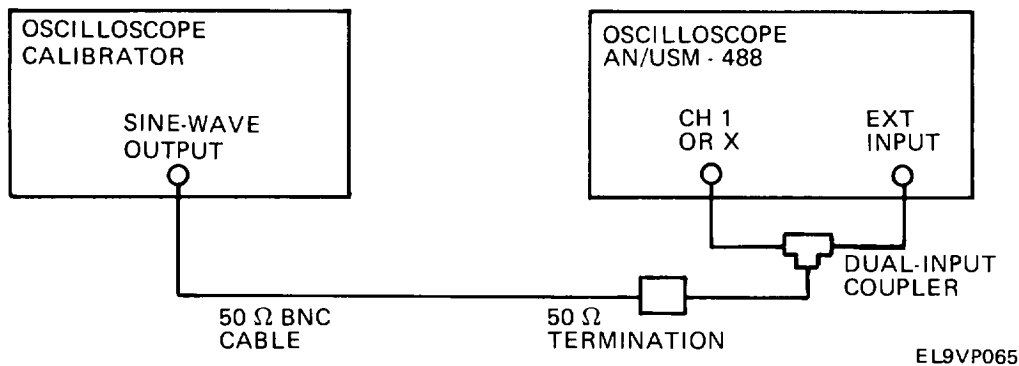 OSCILLOSCOPE
CALIBRATOR
SINE-WAVE
OUTPUT
OSCILLOSCOPE
AN/USM - 488
CH 1
OR X
EXT
INPUT
DUAL-INPUT
COUPLER
50 Ω BNC
CABLE
50 Ω
TERMINATION
EL9VP065